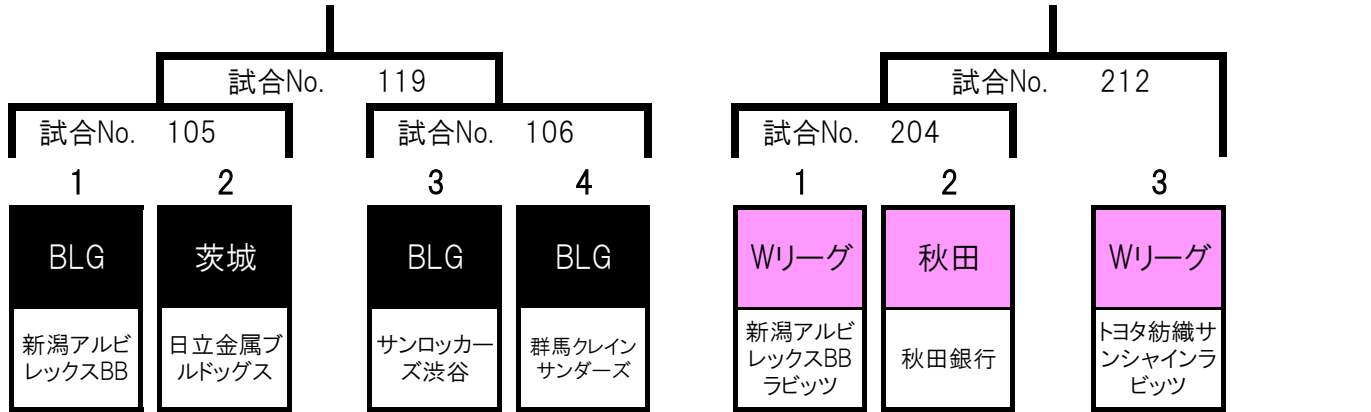 試合No. 119
試合No. 105
試合No. 106
1
2
3
4
BLG
茨城
BLG
BLG
新潟アルビ
レックスBB
日立金属ブ
ルドッグス
サンロッカー
ズ渋谷
群馬クレイン
サンダーズ
試合No. 212
試合No. 204
1
2
3
Wリーグ
秋田
Wリーグ
新潟アルビ
レックスBB
ラビッツ
秋田銀行
トヨタ紡織サ
ンシャインラ
ビッツ